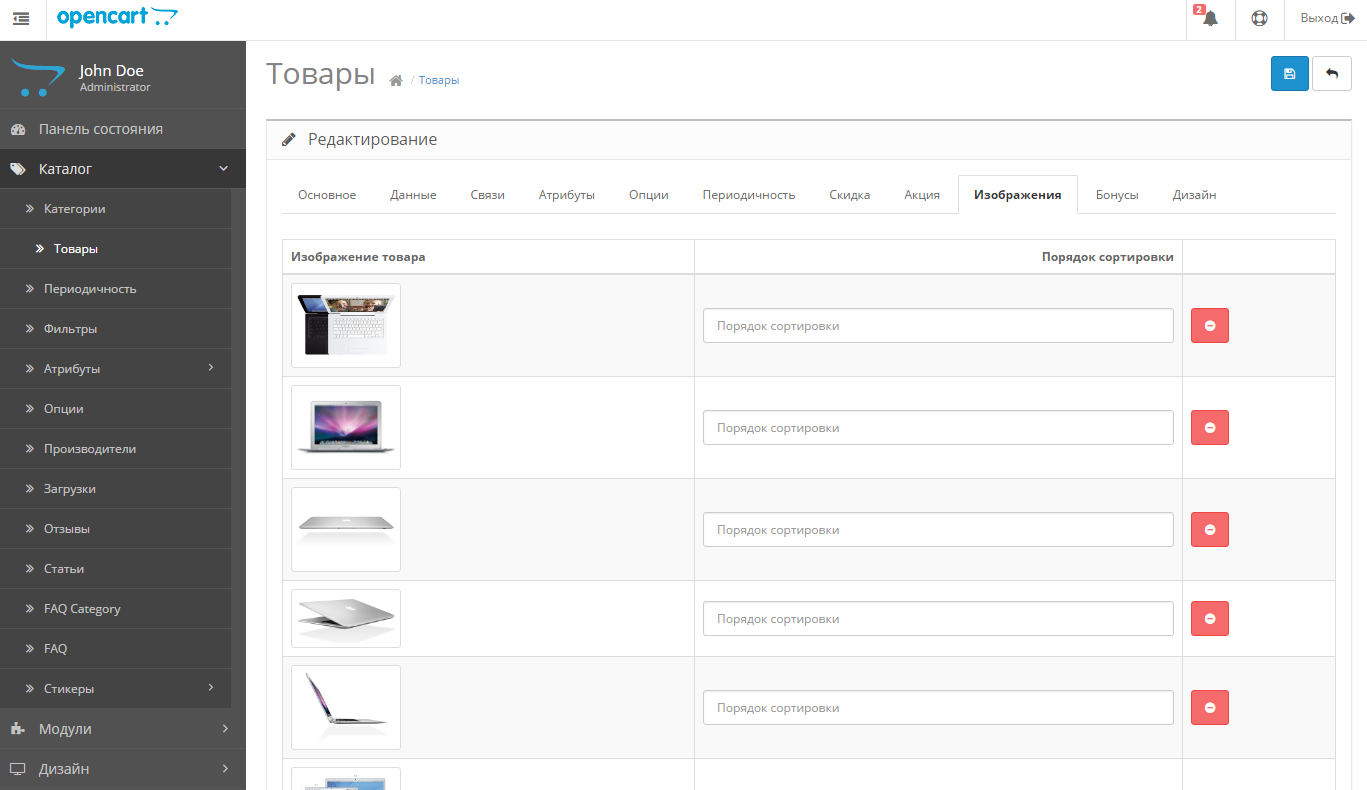 opencart
2
Выход
John Doe
Administrator
Товары / Товары
Панель состояния
Редактирование
Каталог
Основное Данные Связи Атрибуты Опции Периодичность Скидка Акция Изображения Бонусы Дизайн
Категории
Товары
Периодичность
Фильтры
Атрибуты
Опции
Производители
Загрузки
Отзывы
Статьи
FAQ Category
FAQ
Стикеры
Модули
Дизайн
Изображение товара Порядок сортировки
Порядок сортировки
Порядок сортировки
Порядок сортировки
Порядок сортировки
Порядок сортировки